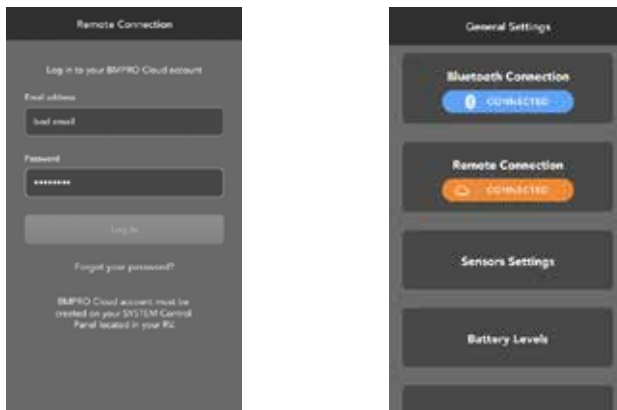 Remote Connection
Log in to your BMPRO Cloud account
Email address
bad email
Password
•••••••••
Log In
Forgot your password?
BMPRO Cloud account must be
created on your SYSTEM Control
Panel located in your RV.
General Settings
Bluetooth Connection
CONNECTED
Remote Connection
CONNECTED
Sensors Settings
Battery Levels